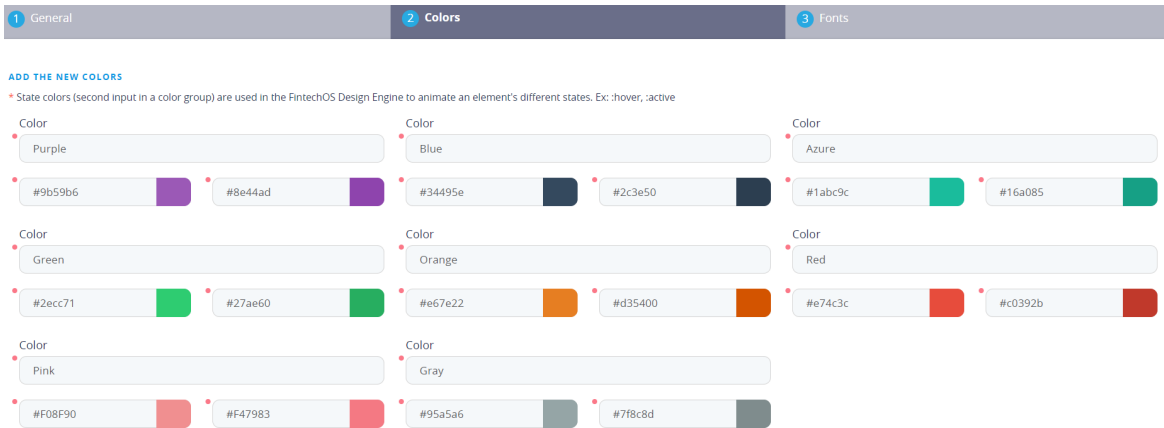 1 General
2 Colors
3 Fonts
ADD THE NEW COLORS
* State colors (second input in a color group) are used in the FintechOS Design Engine to animate an element's different states. Ex: :hover, :active
Color Color Color
Purple Blue Azure
#9b59b6 #8e44ad #34495e #2c3e50 #1abc9c #16a085
Color Color Color
Green Orange Red
#2ecc71 #27ae60 #e67e22 #d35400 #e74c3c #c0392b
Color Color
Pink Gray
#F08F90 #F47983 #95a5a6 #7f8c8d